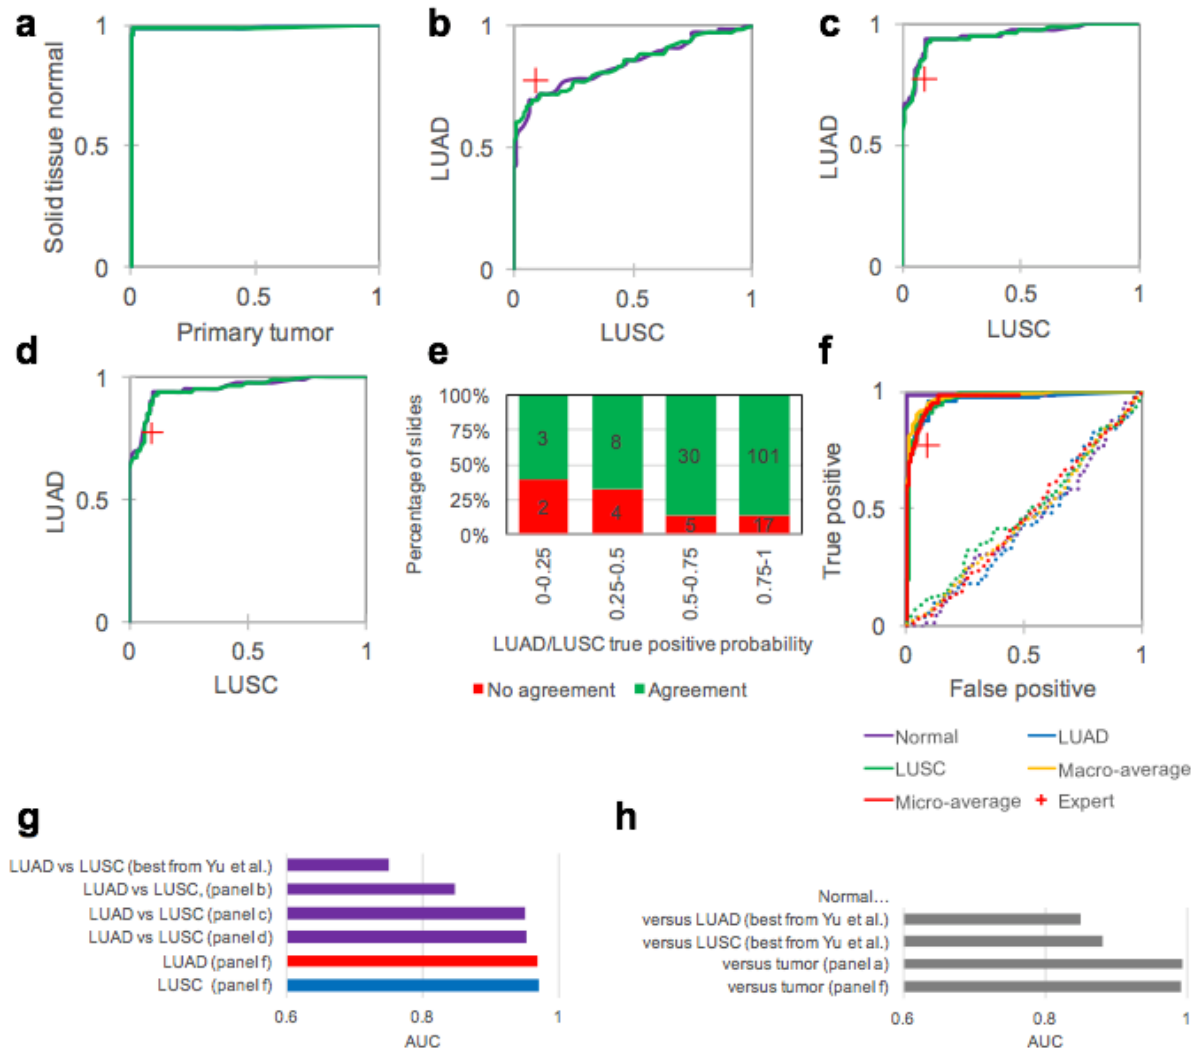 a
1
0.5
0
0
0.5
1
Solid tissue normal
Primary tumor
b
1
0.5
0
0
0.5
1
LUAD
LUSC
c
1
0.5
0
0
0.5
1
LUAD
LUSC
d
1
0.5
0
0
0.5
1
LUAD
LUSC
e
100%
75%
50%
25%
0%
Percentage of slides
3
8
30
101
2
4
5
17
0-0.25
0.25-0.5
0.5-0.75
0.75-1
LUAD/LUSC true positive probability
No agreement
Agreement
f
1
0.5
0
0
0.5
1
True positive
False positive
Normal
LUAD
LUSC
Macro-average
Micro-average
Expert
g
LUAD vs LUSC (best from Yu et al.)
LUAD vs LUSC, (panel b)
LUAD vs LUSC (panel c)
LUAD vs LUSC (panel d)
LUAD (panel f)
LUSC (panel f)
0.6
0.8
1
AUC
h
Normal...
versus LUAD (best from Yu et al.)
versus LUSC (best from Yu et al.)
versus tumor (panel a)
versus tumor (panel f)
0.6
0.8
1
AUC